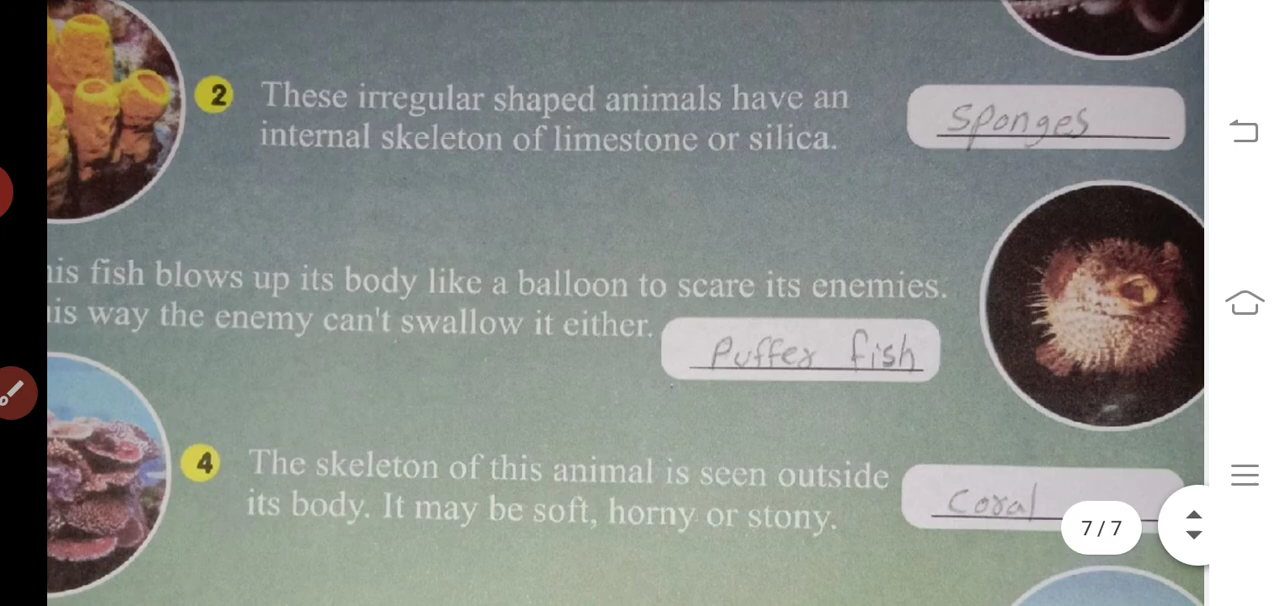 2 These irregular shaped animals have an
internal skeleton of limestone or silica.
Sponges
is fish blows up its body like a balloon to scare its enemies.
is way the enemy can't swallow it either.
Puffer fish
4 The skeleton of this animal is seen outside
its body. It may be soft, horny or stony.
Coral
7/7